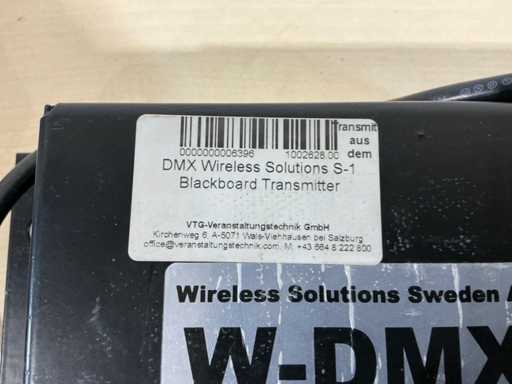 Transmit
aus
dem
0000000006396 1002628.00
DMX Wireless Solutions S-1
Blackboard Transmitter
VTG-Veranstaltungstechnik GmbH
Kirchenweg 6, A-5071 Wals-Viehhausen bei Salzburg
office@veranstaltungstechnik.com, M: +43 664 8 222 800
Wireless Solutions Sweden A
W-DMX